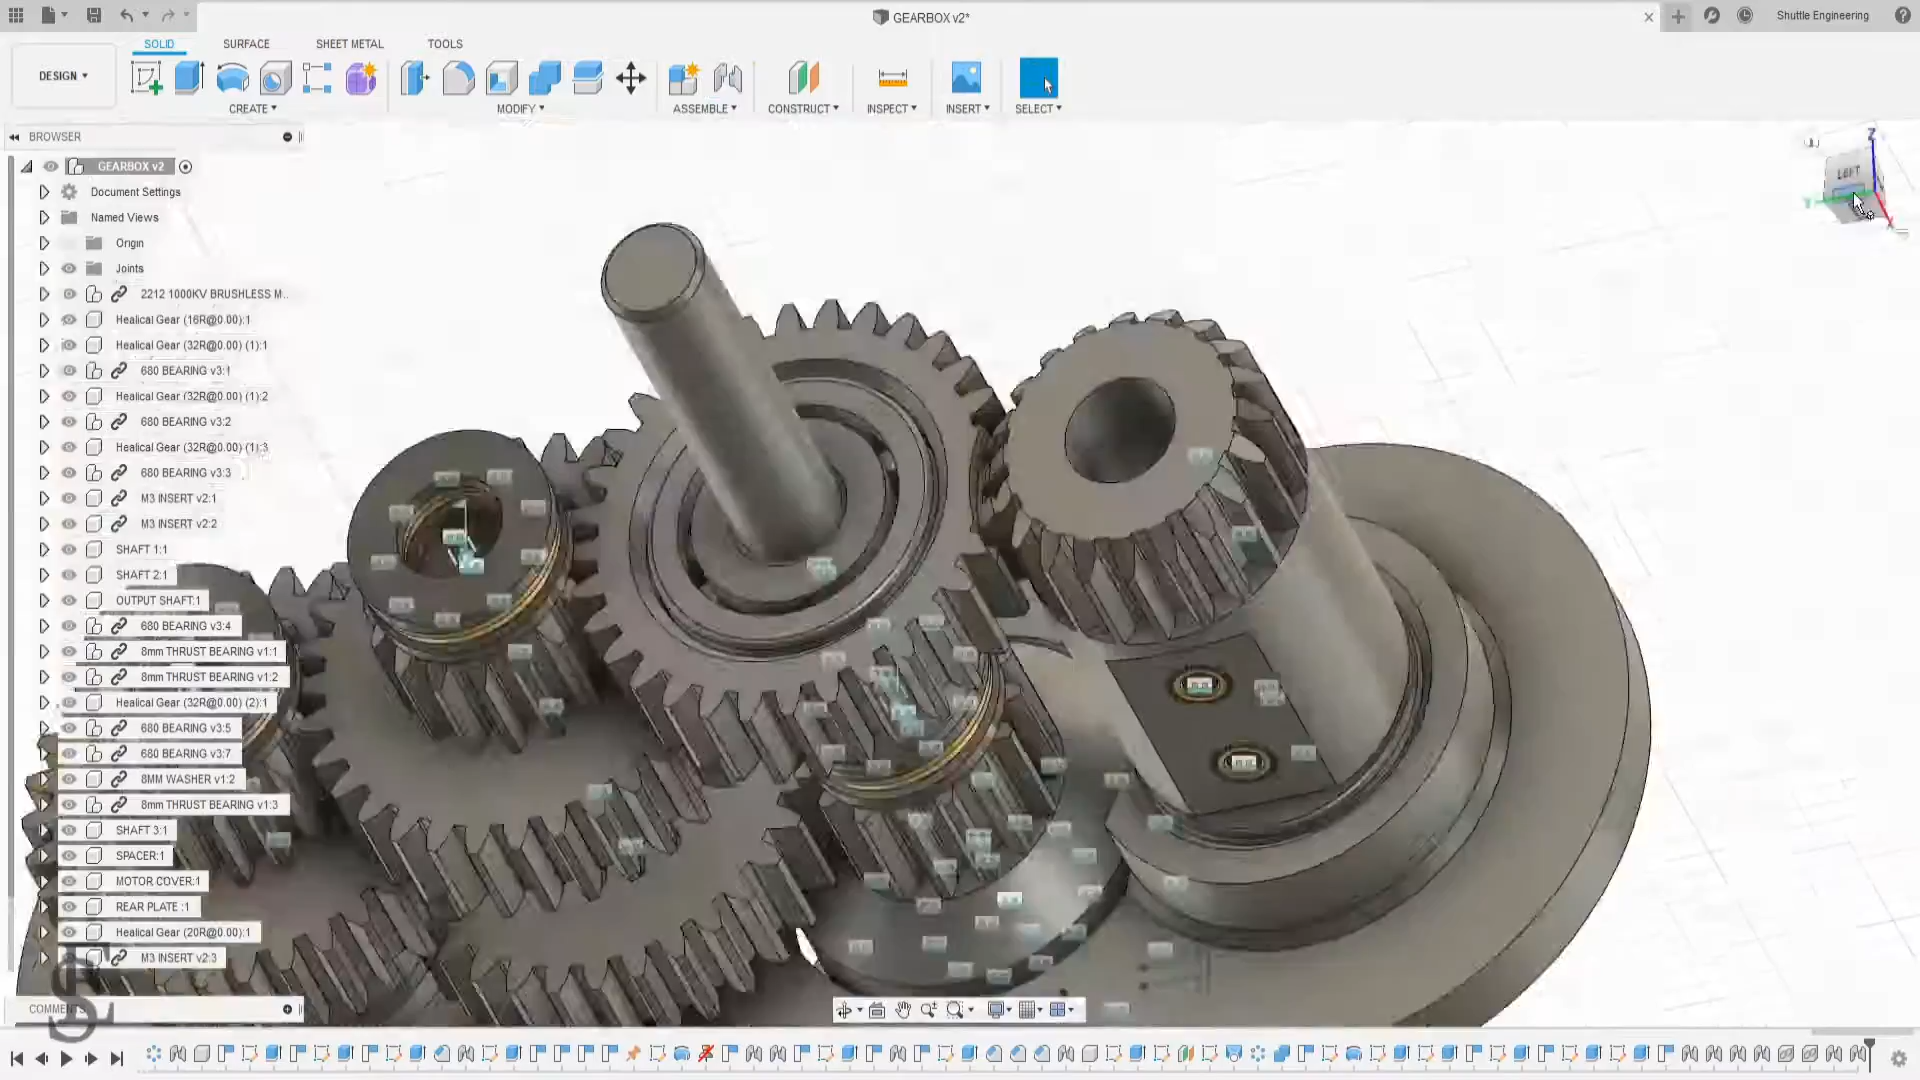 GEARBOX v2*
Shuttle Engineering
SOLID
SURFACE
SHEET METAL
TOOLS
DESIGN
CREATE
MODIFY
ASSEMBLE
CONSTRUCT
INSPECT
INSERT
SELECT
BROWSER
GEARBOX v2
Document Settings
Named Views
Origin
Joints
2212 1000KV BRUSHLESS M..
Healical Gear (16R@0.00):1
Healical Gear (32R@0.00) (1):1
680 BEARING v3:1
Healical Gear (32R@0.00) (1):2
680 BEARING v3:2
Healical Gear (32R@0.00) (1):3
680 BEARING v3:3
M3 INSERT v2:1
M3 INSERT v2:2
SHAFT 1:1
SHAFT 2:1
OUTPUT SHAFT:1
680 BEARING v3:4
8mm THRUST BEARING v1:1
8mm THRUST BEARING v1:2
Healical Gear (32R@0.00) (2):1
680 BEARING v3:5
680 BEARING v3:7
8MM WASHER v1:2
8mm THRUST BEARING v1:3
SHAFT 3:1
SPACER:1
MOTOR COVER:1
REAR PLATE :1
Healical Gear (20R@0.00):1
M3 INSERT v2:3
COMMENTS
LEFT
Z